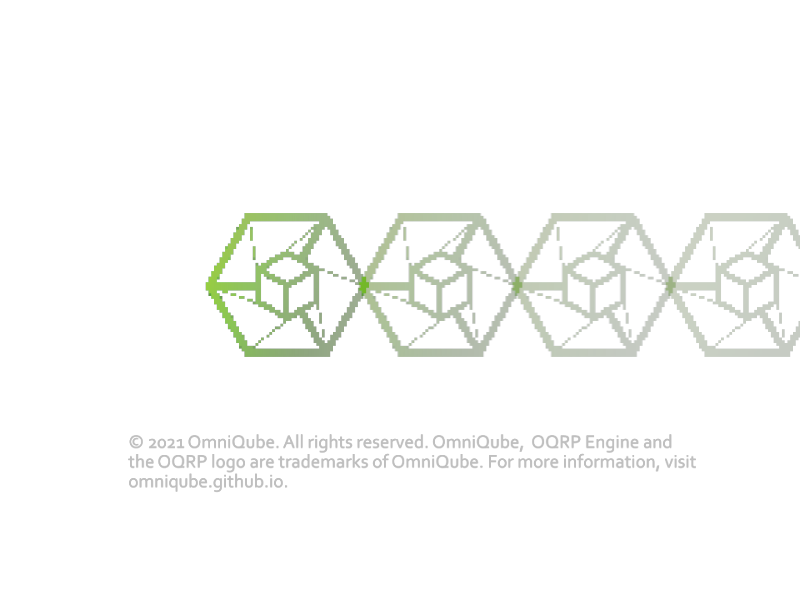 © 2021 OmniQube. All rights reserved. OmniQube,  OQRP Engine and
the OQRP logo are trademarks of OmniQube. For more information, visit
omniqube.github.io.